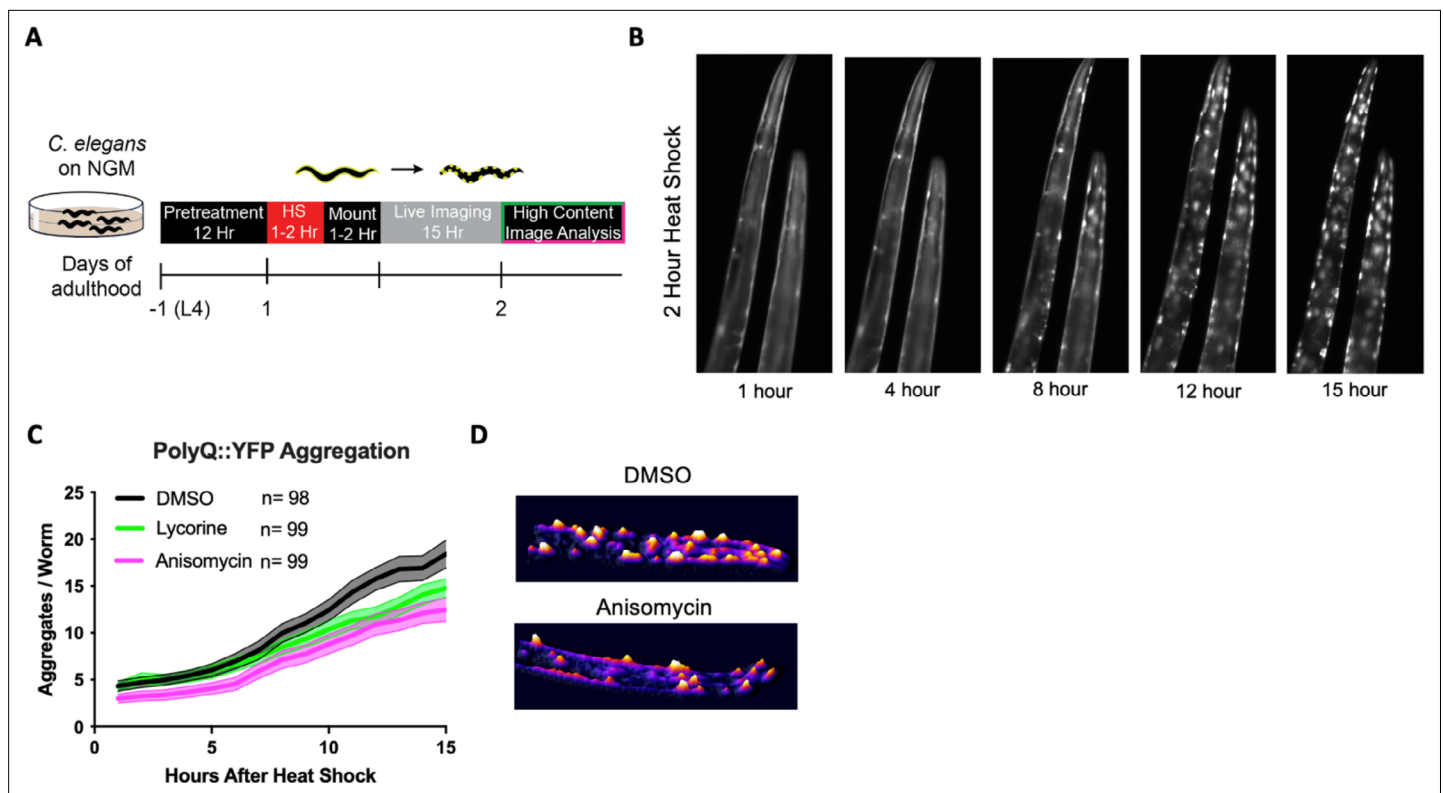 A
C. elegans
on NGM
Pretreatment
12 Hr
HS
1-2 Hr
Mount
1-2 Hr
Live Imaging
15 Hr
High Content
Image Analysis
Days of
adulthood
-1 (L4)
1
2
B
2 Hour Heat Shock
1 hour
4 hour
8 hour
12 hour
15 hour
C
PolyQ::YFP Aggregation
DMSO n= 98
Lycorine n= 99
Anisomycin n= 99
Aggregates / Worm
25
20
15
10
5
0
0 5 10 15
Hours After Heat Shock
D
DMSO
Anisomycin